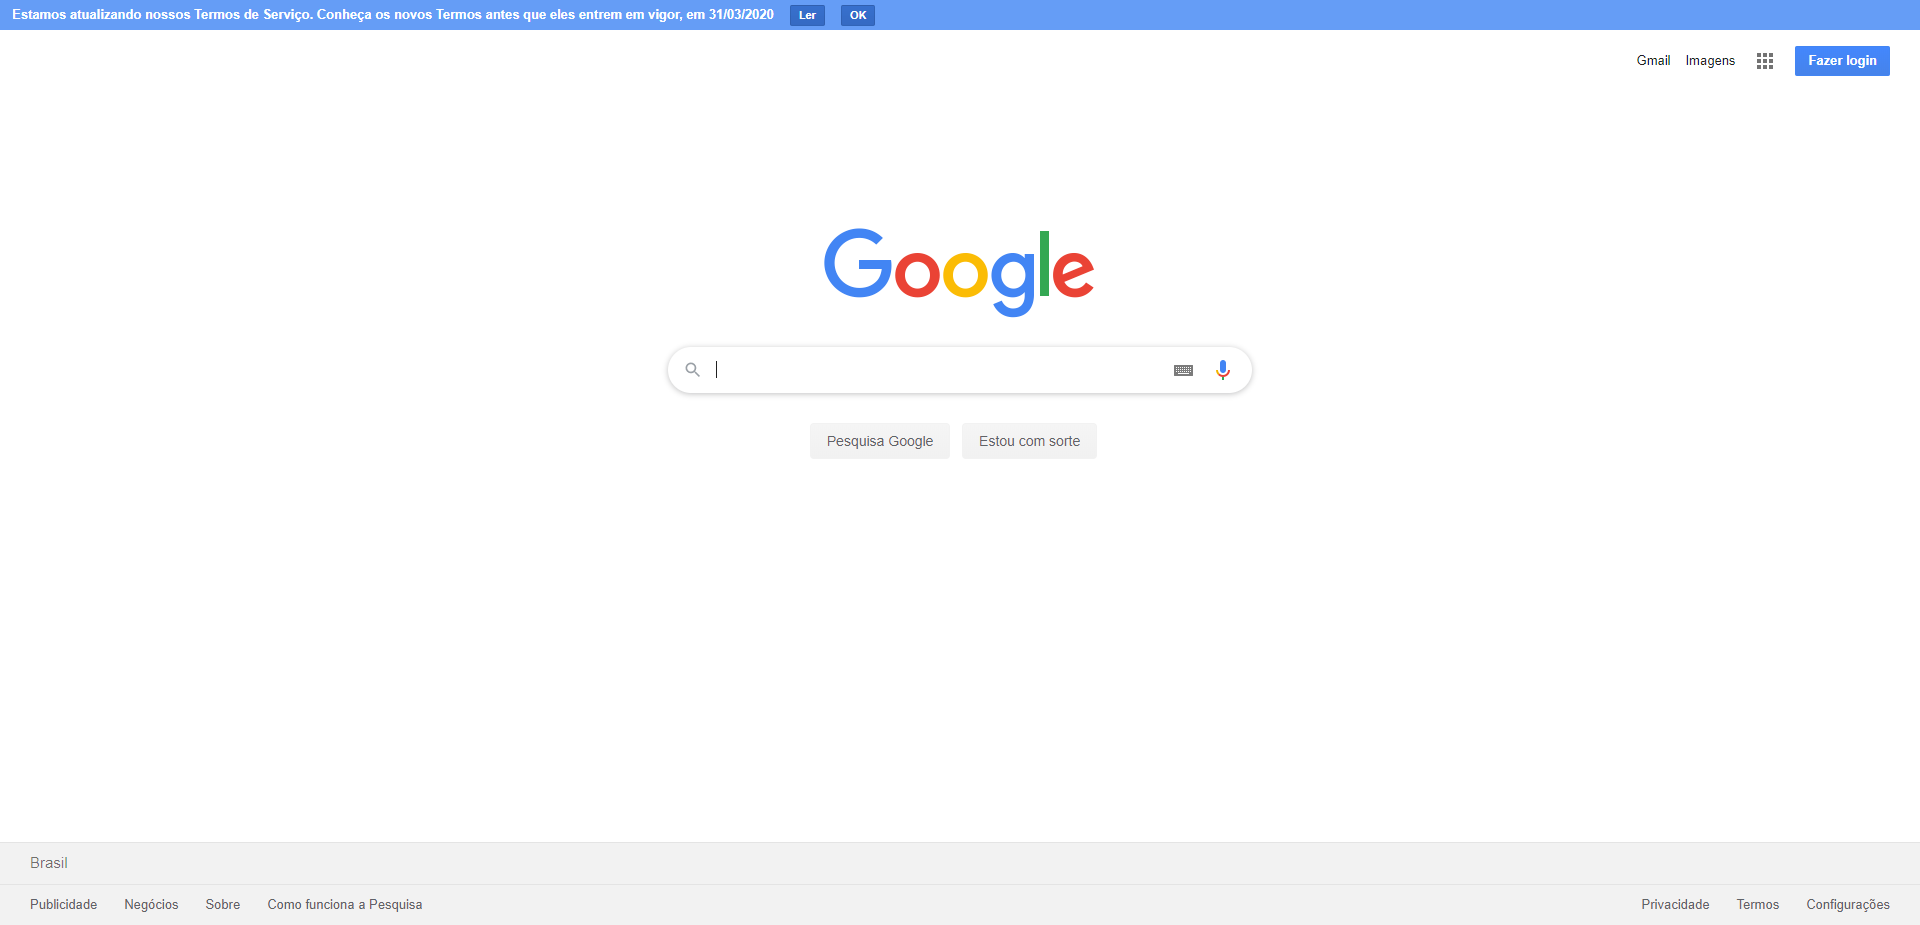 Estamos atualizando nossos Termos de Serviço. Conheça os novos Termos antes que eles entrem em vigor, em 31/03/2020 Ler OK
Gmail Imagens Fazer login
Google
Pesquisa Google Estou com sorte
Brasil
Publicidade Negócios Sobre Como funciona a Pesquisa Privacidade Termos Configurações